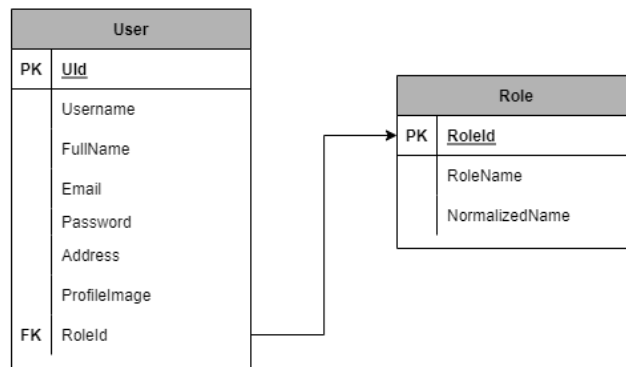 User
PK UId
Username
FullName
Email
Password
Address
ProfileImage
FK RoleId
Role
PK RoleId
RoleName
NormalizedName